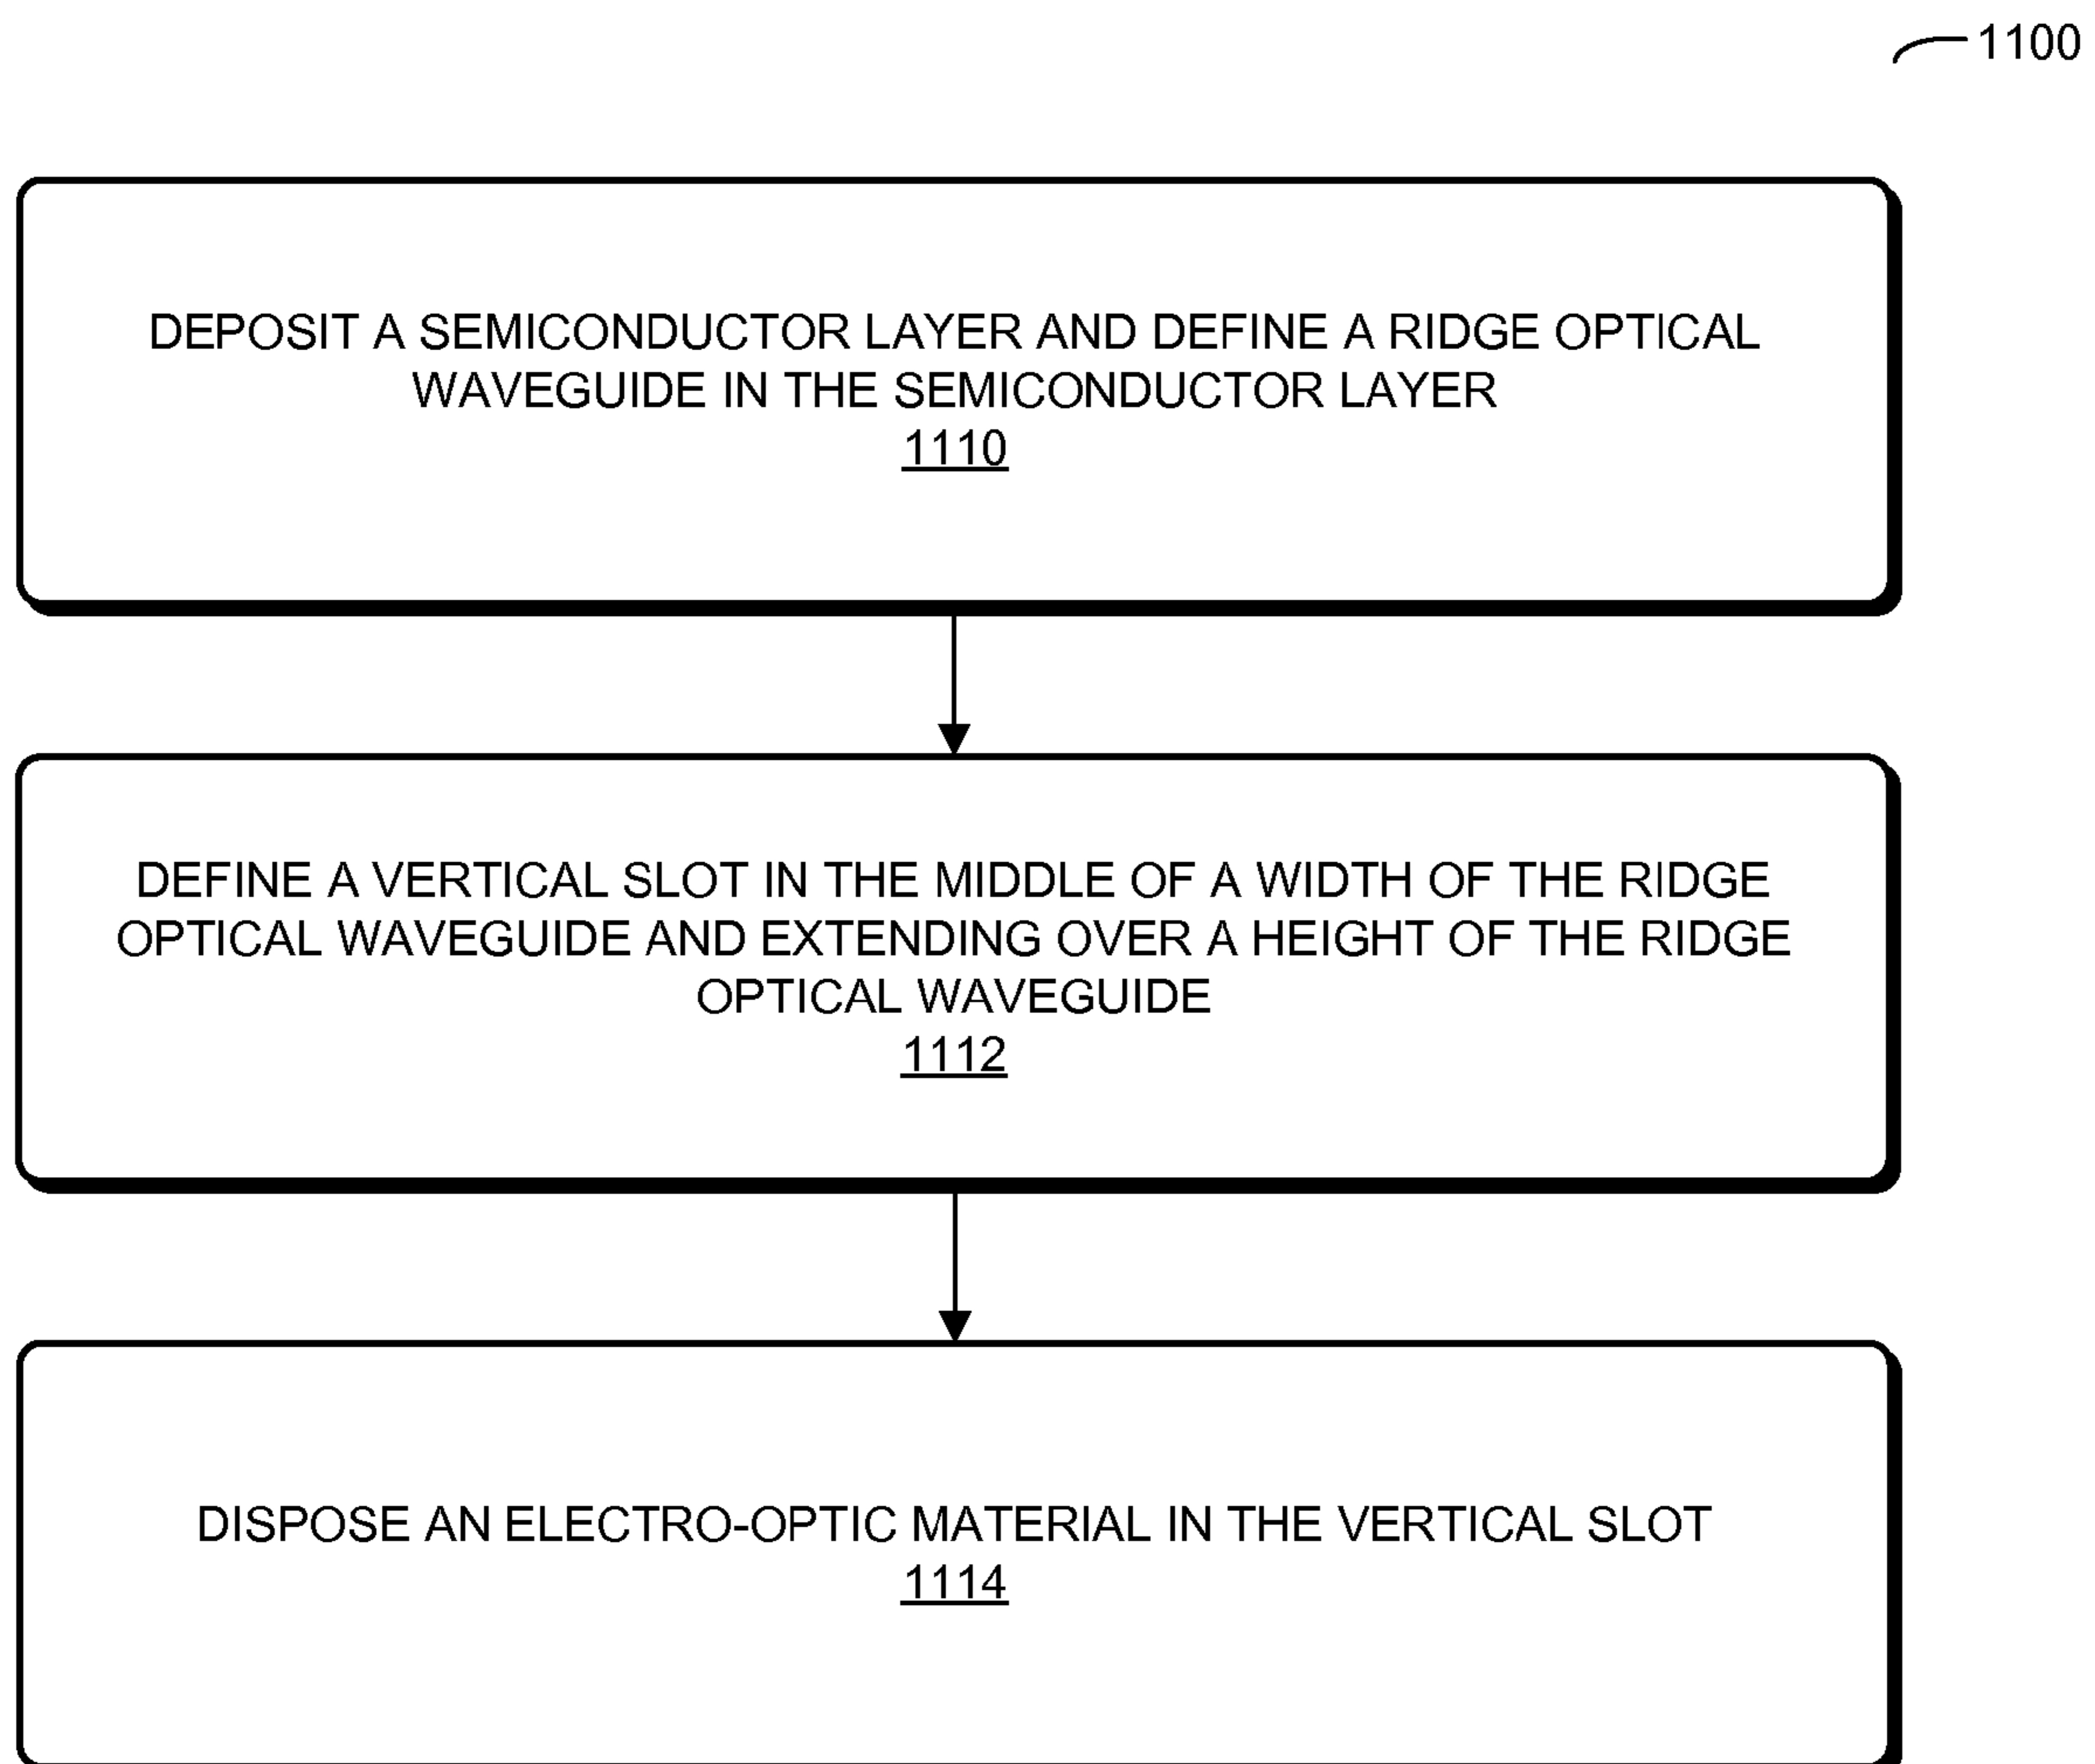 1100
DEPOSIT A SEMICONDUCTOR LAYER AND DEFINE A RIDGE OPTICAL
WAVEGUIDE IN THE SEMICONDUCTOR LAYER
1110
DEFINE A VERTICAL SLOT IN THE MIDDLE OF A WIDTH OF THE RIDGE
OPTICAL WAVEGUIDE AND EXTENDING OVER A HEIGHT OF THE RIDGE
OPTICAL WAVEGUIDE
1112
DISPOSE AN ELECTRO-OPTIC MATERIAL IN THE VERTICAL SLOT
1114